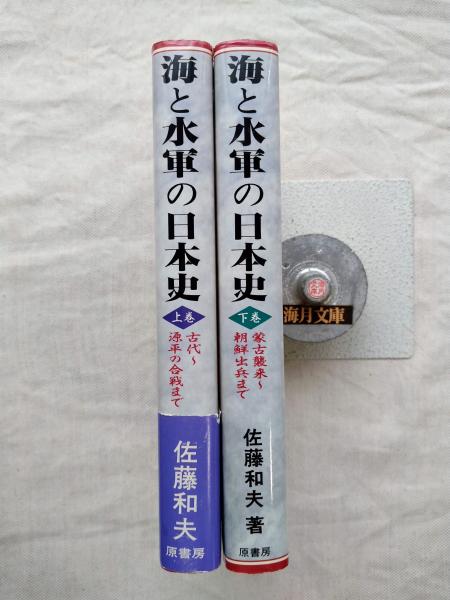 海と水軍の日本史
上巻
古代〜
源平の合戦まで
佐藤和夫
原書房
海と水軍の日本史
下巻
蒙古襲来〜
朝鮮出兵まで
佐藤和夫 著
原書房
海月文庫